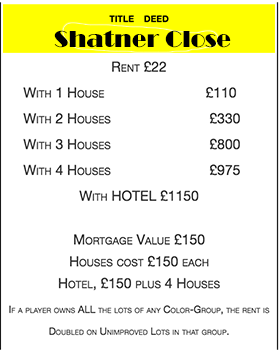 TITLE DEED
Shatner Close
RENT £22
WITH 1 HOUSE £110
WITH 2 HOUSES £330
WITH 3 HOUSES £800
WITH 4 HOUSES £975
WITH HOTEL £1150
MORTGAGE VALUE £150
HOUSES COST £150 EACH
HOTEL, £150 PLUS 4 HOUSES
IF A PLAYER OWNS ALL THE LOTS OF ANY COLOR-GROUP, THE RENT IS
DOUBLED ON UNIMPROVED LOTS IN THAT GROUP.